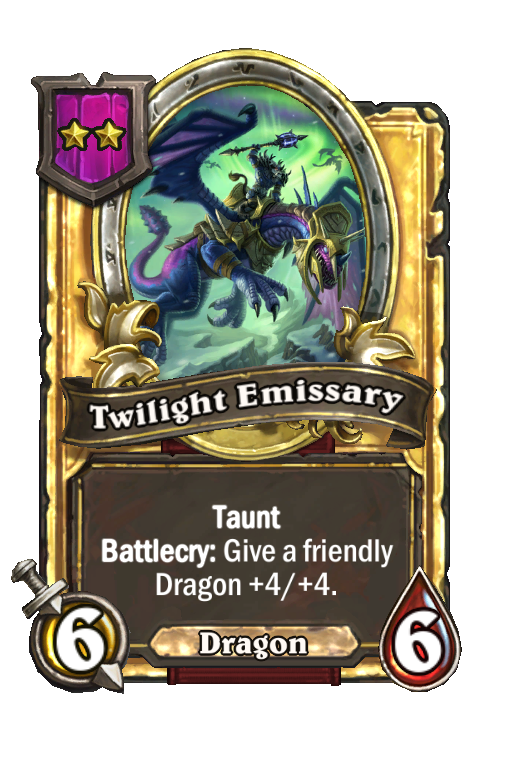 Twilight Emissary
Taunt
Battlecry: Give a friendly
Dragon +4/+4.
6
Dragon
6